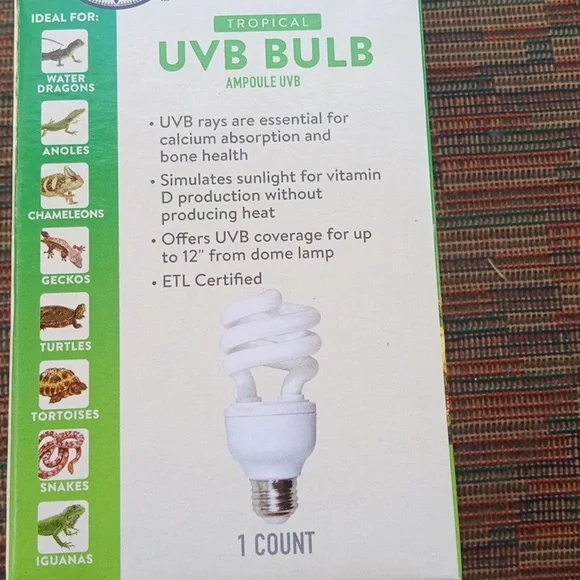 IDEAL FOR:
WATER
DRAGONS
ANOLES
CHAMELEONS
GECKOS
TURTLES
TORTOISES
SNAKES
IGUANAS
TROPICAL
UVB BULB
AMPOULE UVB
• UVB rays are essential for
calcium absorption and
bone health
• Simulates sunlight for vitamin
D production without
producing heat
• Offers UVB coverage for up
to 12" from dome lamp
• ETL Certified
1 COUNT